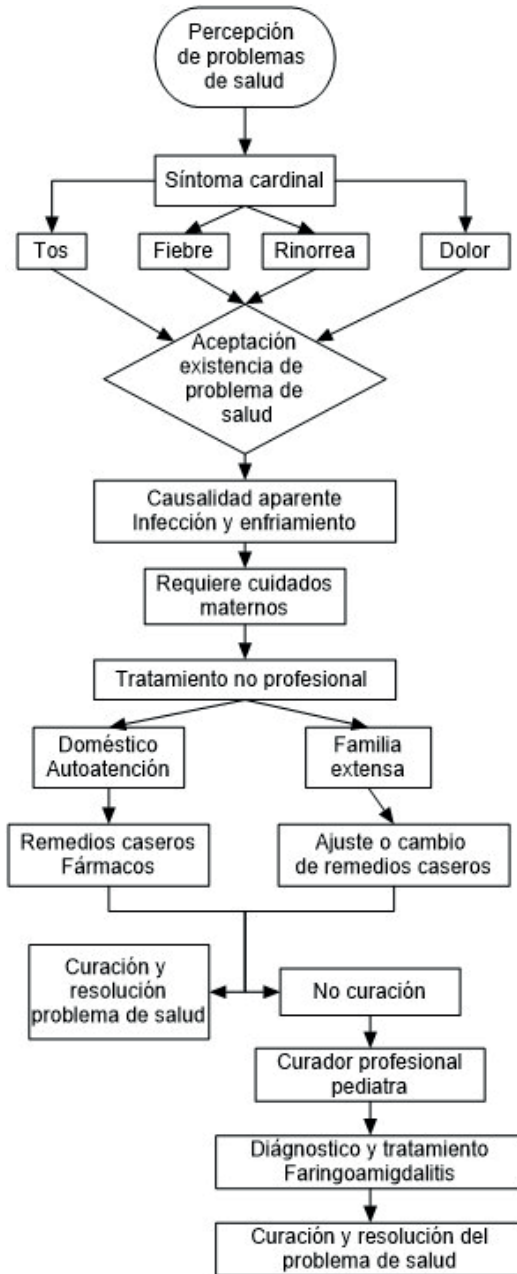 Percepción
de problemas
de salud
Síntoma cardinal
Tos
Fiebre
Rinorrea
Dolor
Aceptación
existencia de
problema de
salud
Causalidad aparente
Infección y enfriamiento
Requiere cuidados
maternos
Tratamiento no profesional
Doméstico
Autoatención
Familia
extensa
Remedios caseros
Fármacos
Ajuste o cambio
de remedios caseros
Curación y
resolución
problema de salud
No curación
Curador profesional
pediatra
Diágnostico y tratamiento
Faringoamigdalitis
Curación y resolución del
problema de salud